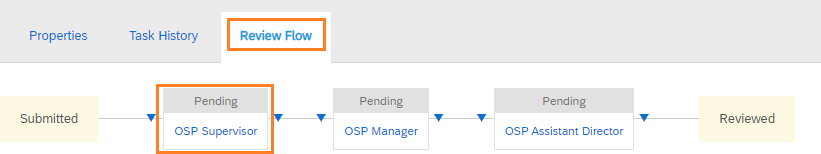 Properties
Task History
Review Flow
Submitted
Pending
OSP Supervisor
Pending
OSP Manager
Pending
OSP Assistant Director
Reviewed